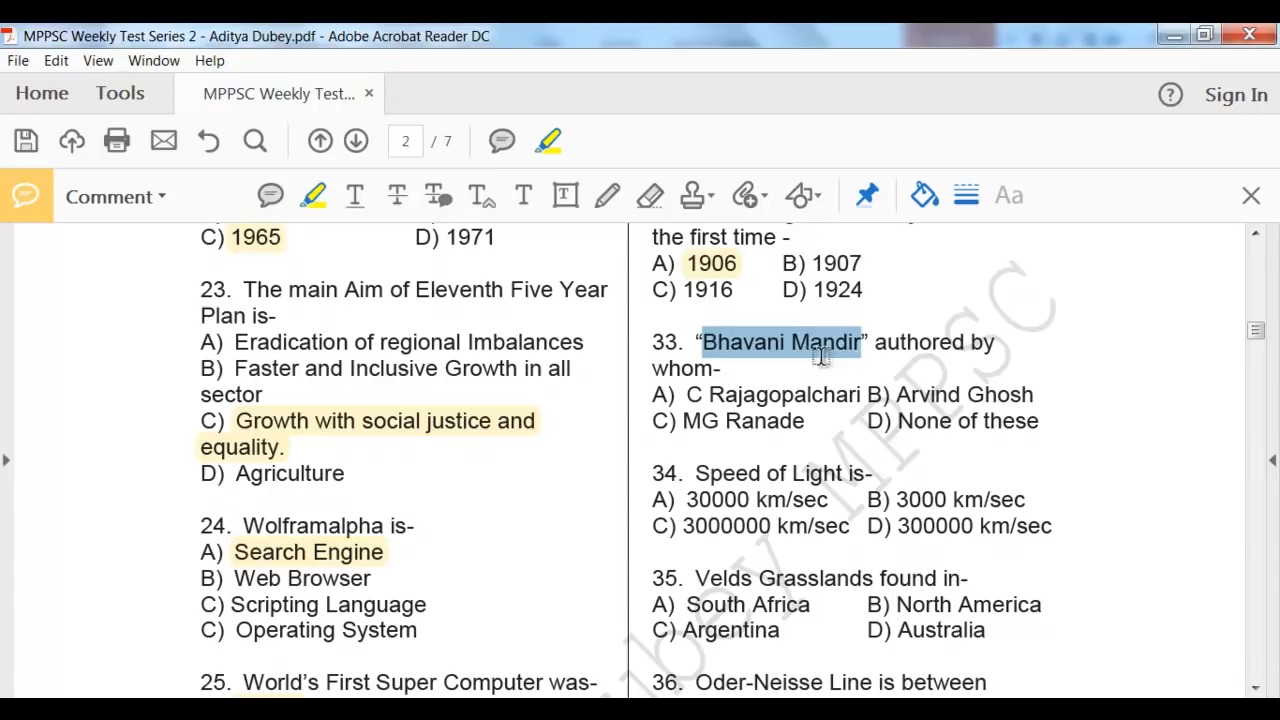 MPPSC Weekly Test Series 2 - Aditya Dubey.pdf - Adobe Acrobat Reader DC
File Edit View Window Help
Home Tools MPPSC Weekly Test... × ? Sign In
2 / 7
Comment Aa
C) 1965 D) 1971
23. The main Aim of Eleventh Five Year
Plan is-
A) Eradication of regional Imbalances
B) Faster and Inclusive Growth in all
sector
C) Growth with social justice and
equality.
D) Agriculture
24. Wolframalpha is-
A) Search Engine
B) Web Browser
C) Scripting Language
C) Operating System
25. World’s First Super Computer was-
the first time -
A) 1906 B) 1907
C) 1916 D) 1924
33. “Bhavani Mandir” authored by
whom-
A) C Rajagopalchari B) Arvind Ghosh
C) MG Ranade D) None of these
34. Speed of Light is-
A) 30000 km/sec B) 3000 km/sec
C) 3000000 km/sec D) 300000 km/sec
35. Velds Grasslands found in-
A) South Africa B) North America
C) Argentina D) Australia
36. Oder-Neisse Line is between
MPPSC